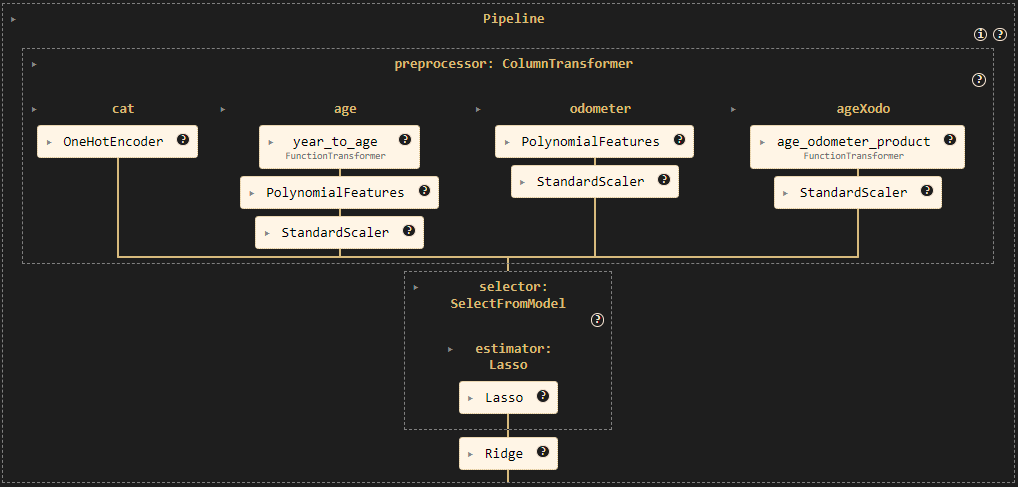 Pipeline
preprocessor: ColumnTransformer
cat
age
odometer
ageXodo
OneHotEncoder
year_to_age
FunctionTransformer
PolynomialFeatures
StandardScaler
PolynomialFeatures
StandardScaler
age_odometer_product
FunctionTransformer
StandardScaler
selector:
SelectFromModel
estimator:
Lasso
Lasso
Ridge